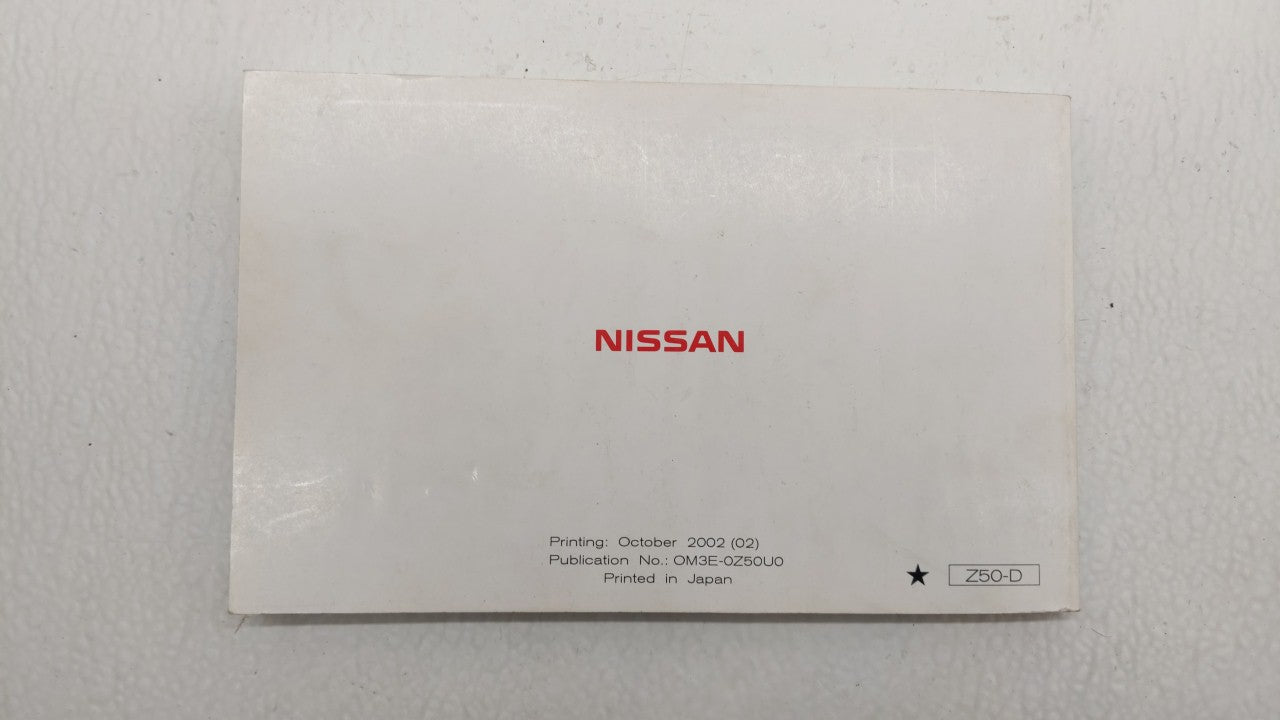 NISSAN
Printing: October 2002 (02)
Publication No.: OM3E-0Z50U0
Printed in Japan
★ Z50-D